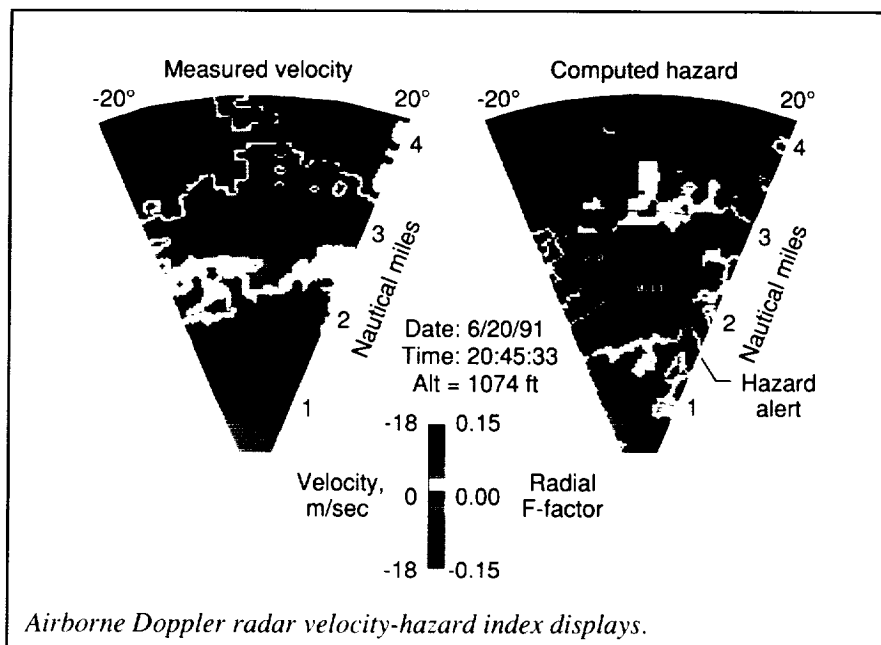 Measured velocity
Computed hazard
-20°
20°
-20°
20°
4
3
2
1
Nautical miles
4
3
2
1
Nautical miles
Hazard
alert
Date: 6/20/91
Time: 20:45:33
Alt = 1074 ft
-18 0.15
Velocity,
m/sec
0 0.00
Radial
F-factor
-18 -0.15
Airborne Doppler radar velocity-hazard index displays.